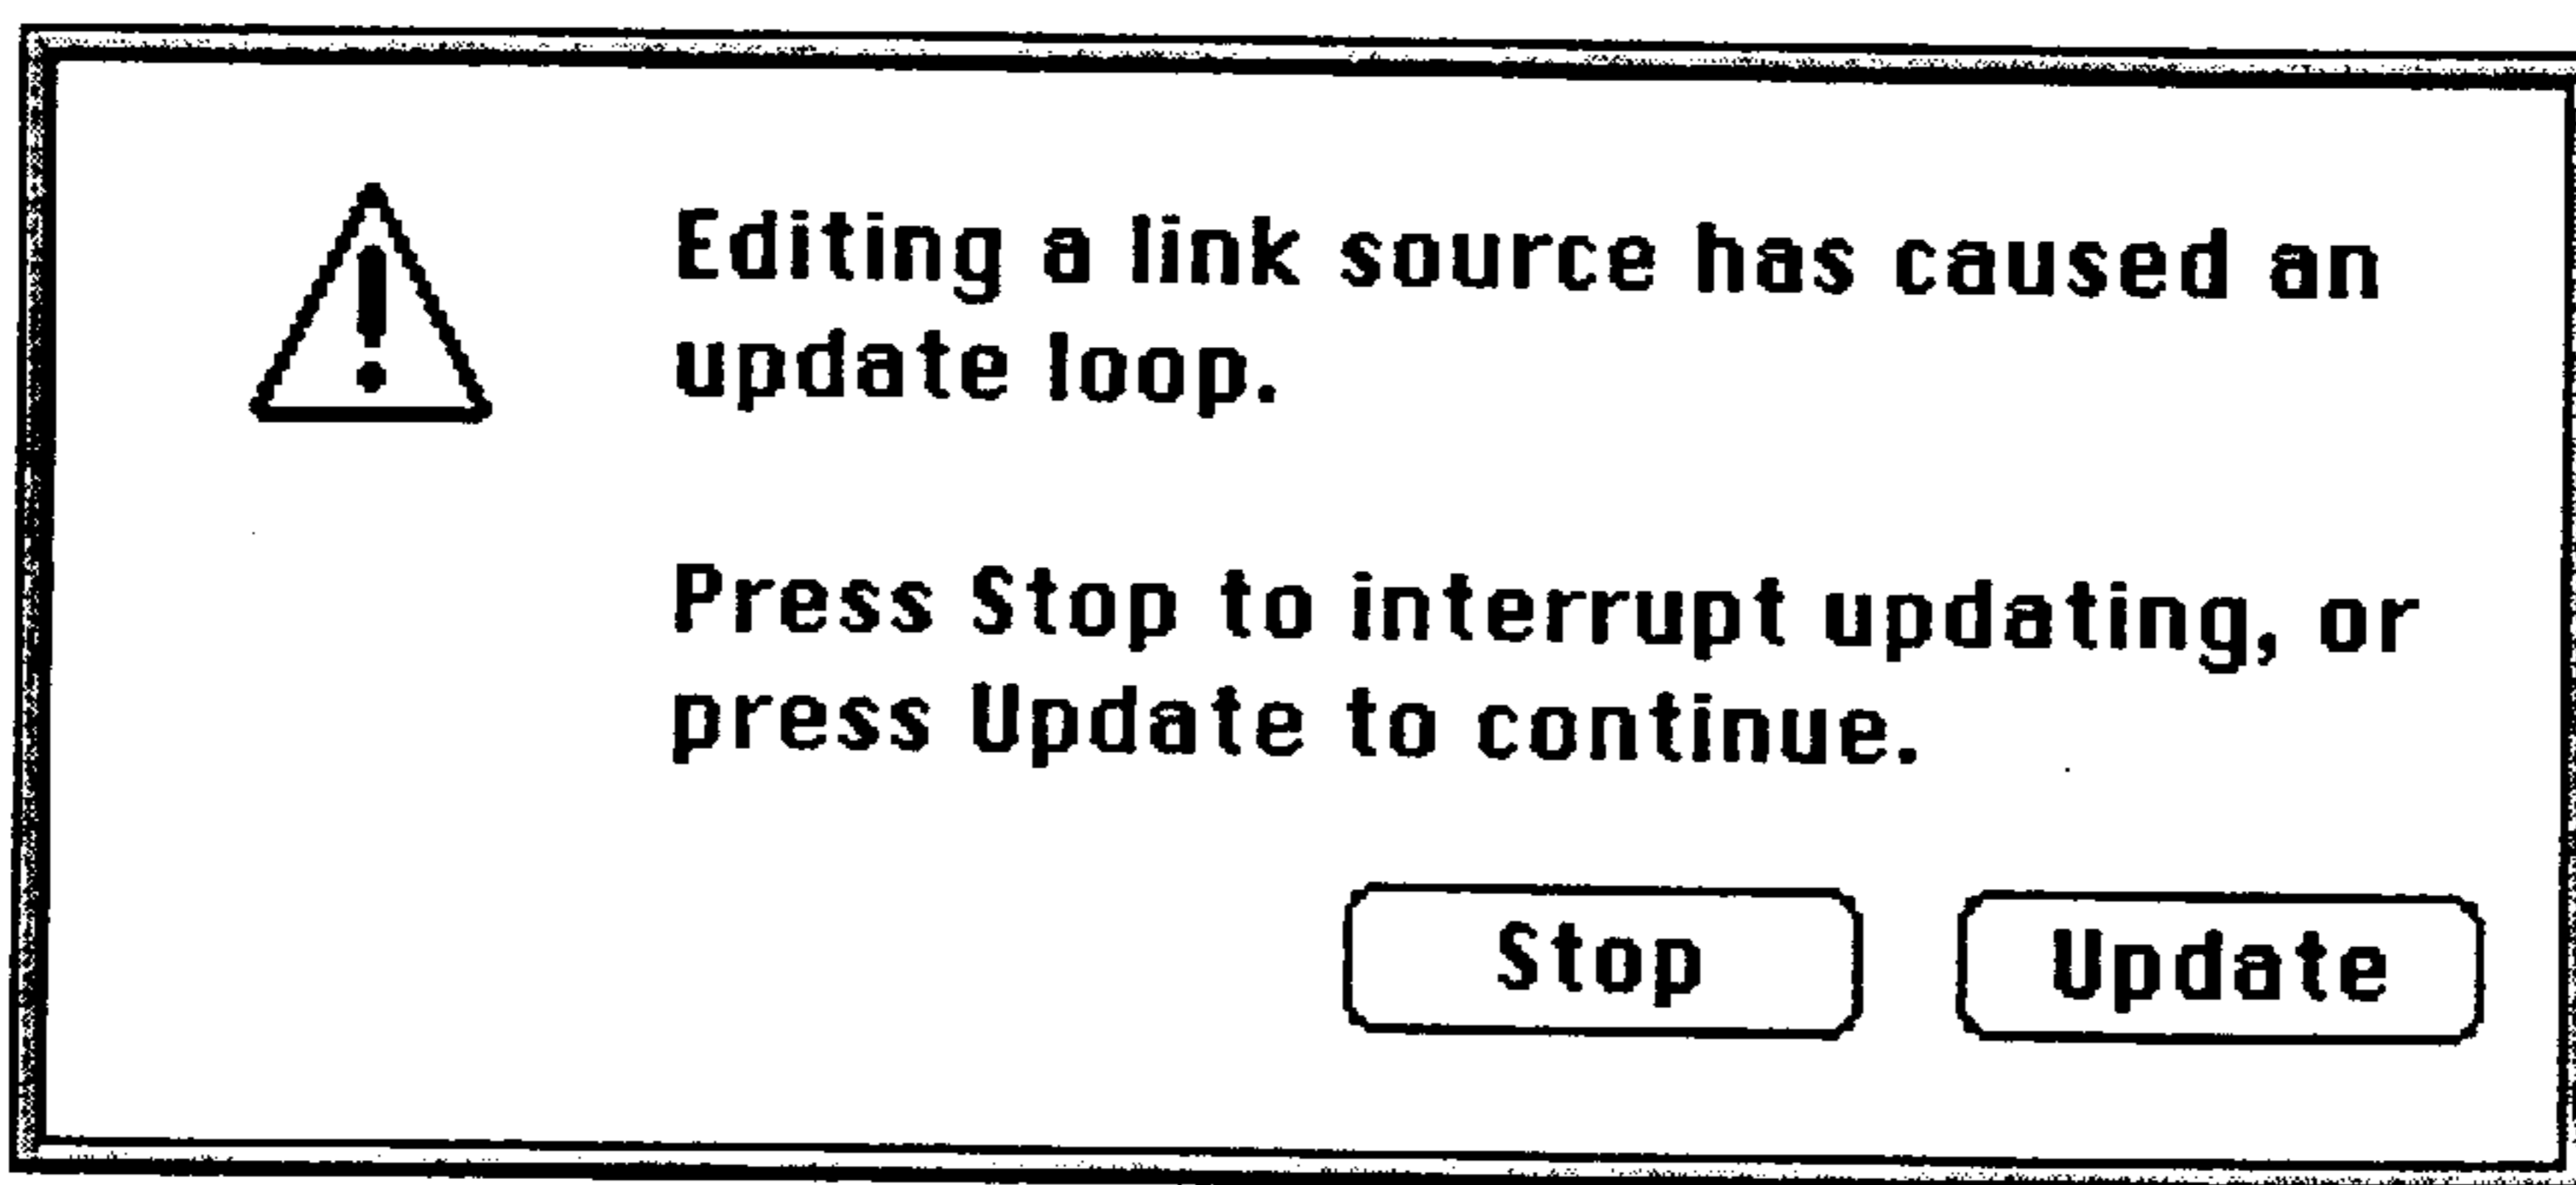 Editing a link source has caused an
update loop.
Press Stop to interrupt updating, or
press Update to continue.
Stop
Update